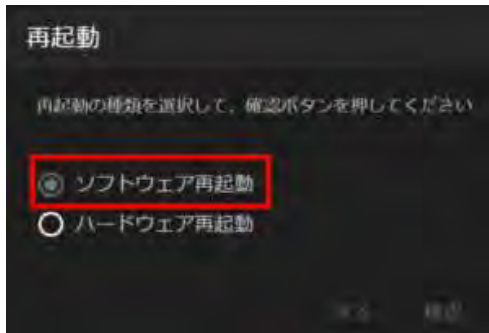 再起動
再起動の種類を選択して、確認ボタンを押してください
ソフトウェア再起動
ハードウェア再起動
確認